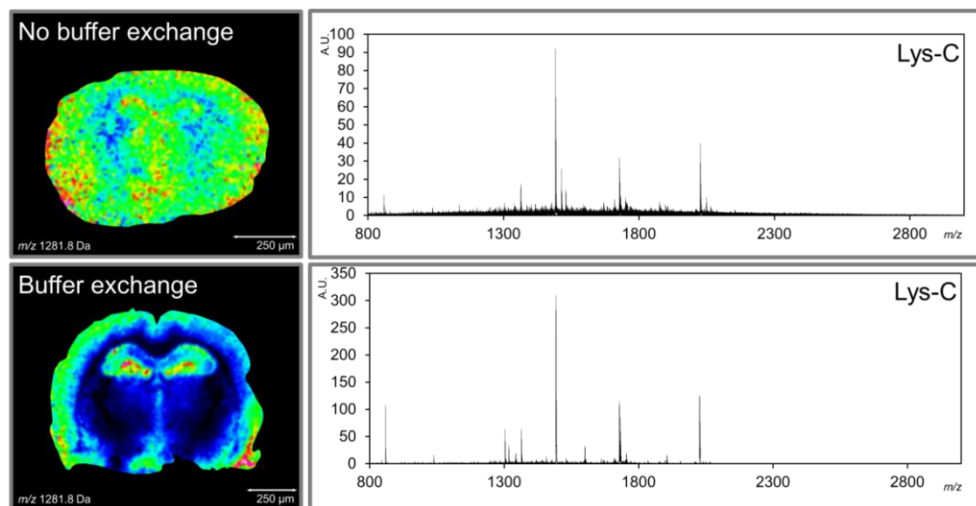 No buffer exchange
m/z 1281.8 Da
250 µm
A.U.
100
90
80
70
60
50
40
30
20
10
0
Lys-C
800 1300 1800 2300 2800 m/z
Buffer exchange
m/z 1281.8 Da
250 µm
A.U.
350
300
250
200
150
100
50
0
Lys-C
800 1300 1800 2300 2800 m/z